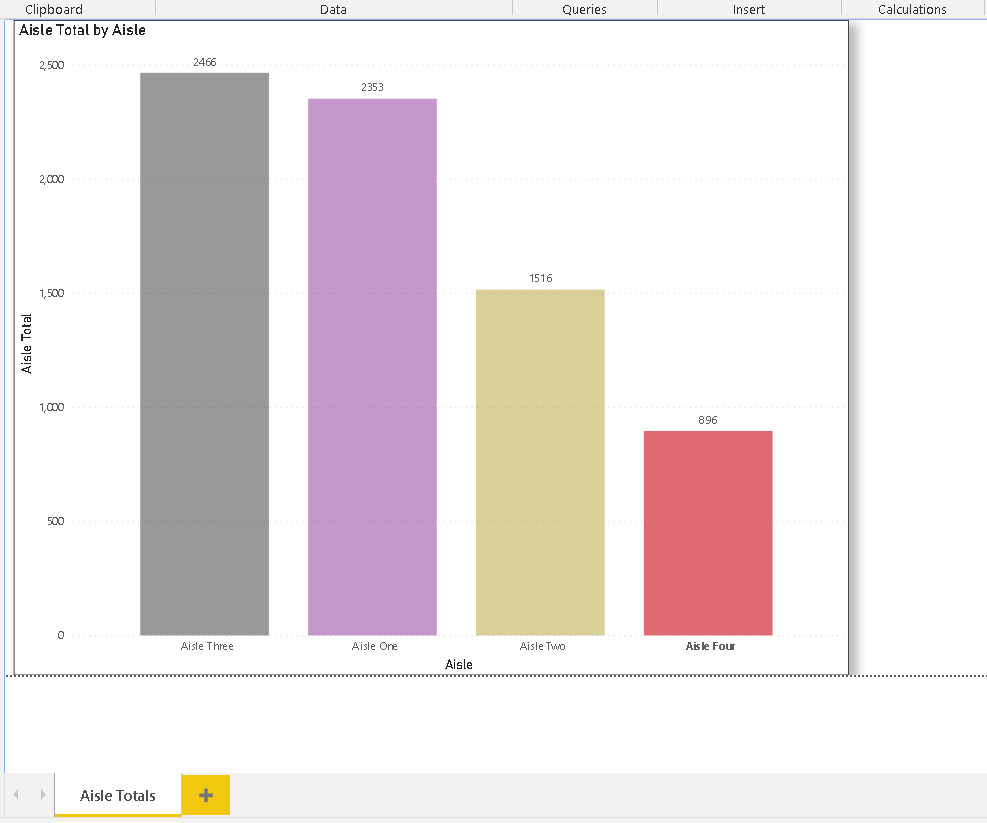 Clipboard Data Queries Insert Calculations
Aisle Total by Aisle
2,500
2,000
1,500
1,000
500
0
Aisle Total
2466
2353
1516
896
Aisle Three Aisle One Aisle Two Aisle Four
Aisle
Aisle Totals +